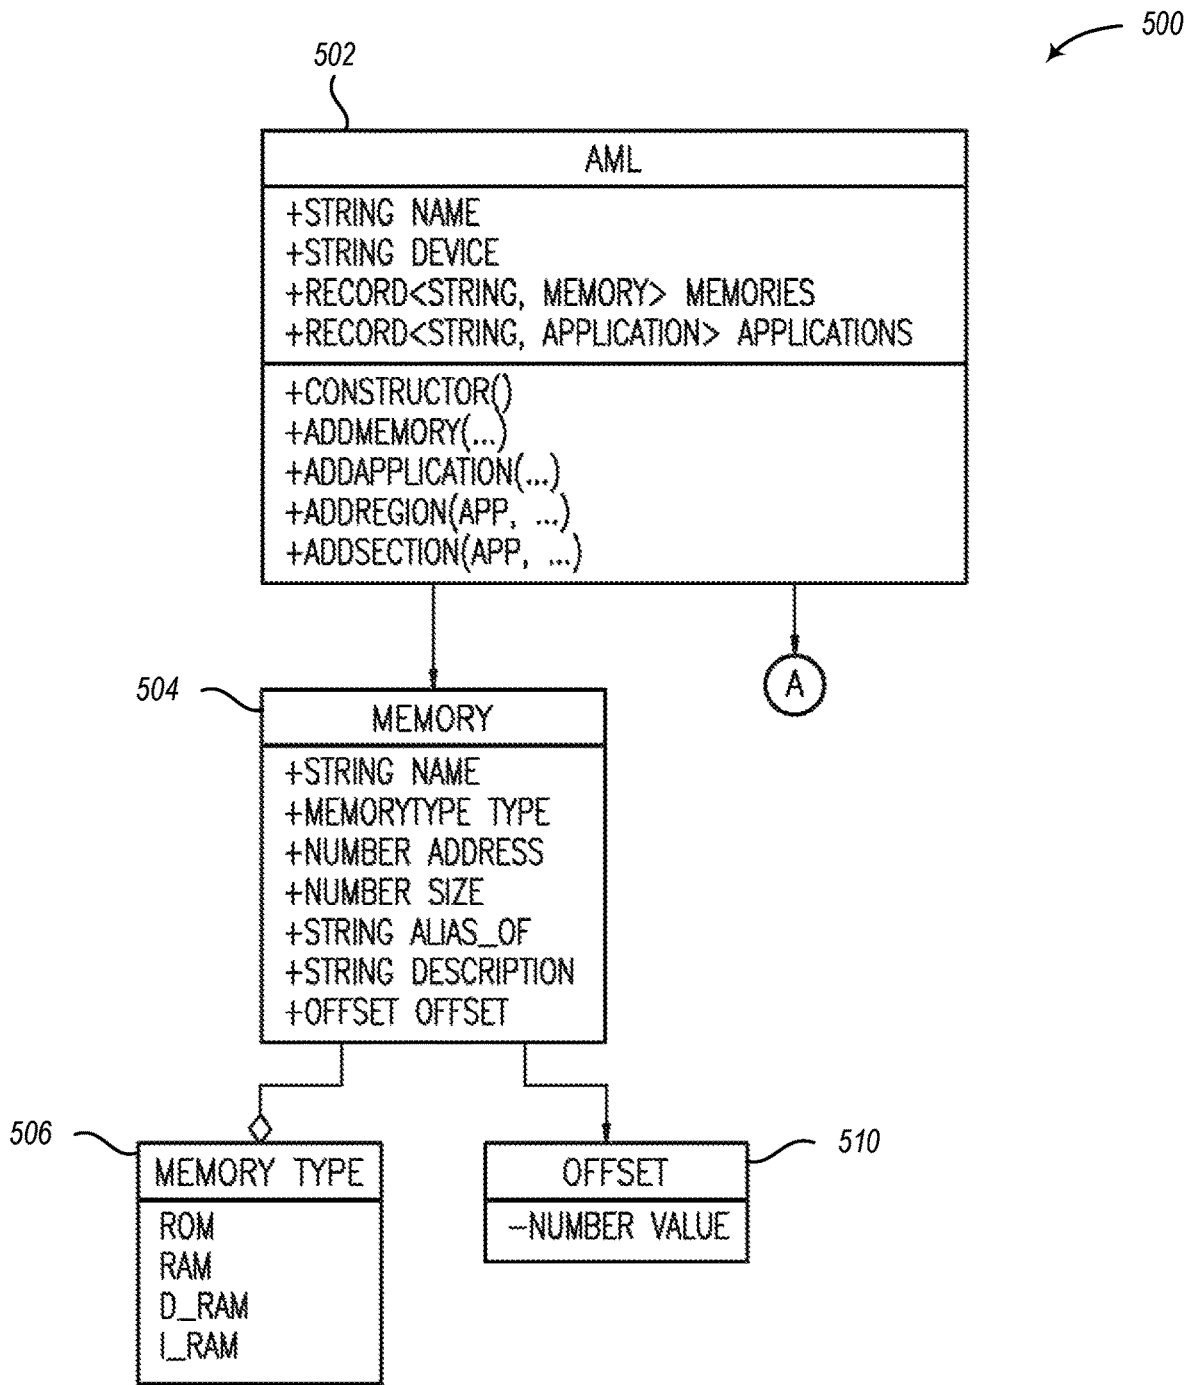 500
502
AML
+STRING NAME
+STRING DEVICE
+RECORD<STRING, MEMORY> MEMORIES
+RECORD<STRING, APPLICATION> APPLICATIONS
+CONSTRUCTOR()
+ADDMEMORY(...)
+ADDAPPLICATION(...)
+ADDREGION(APP, ...)
+ADDSECTION(APP, ...)
A
504
MEMORY
+STRING NAME
+MEMORYTYPE TYPE
+NUMBER ADDRESS
+NUMBER SIZE
+STRING ALIAS_OF
+STRING DESCRIPTION
+OFFSET OFFSET
506
MEMORY TYPE
ROM
RAM
D_RAM
I_RAM
510
OFFSET
-NUMBER VALUE